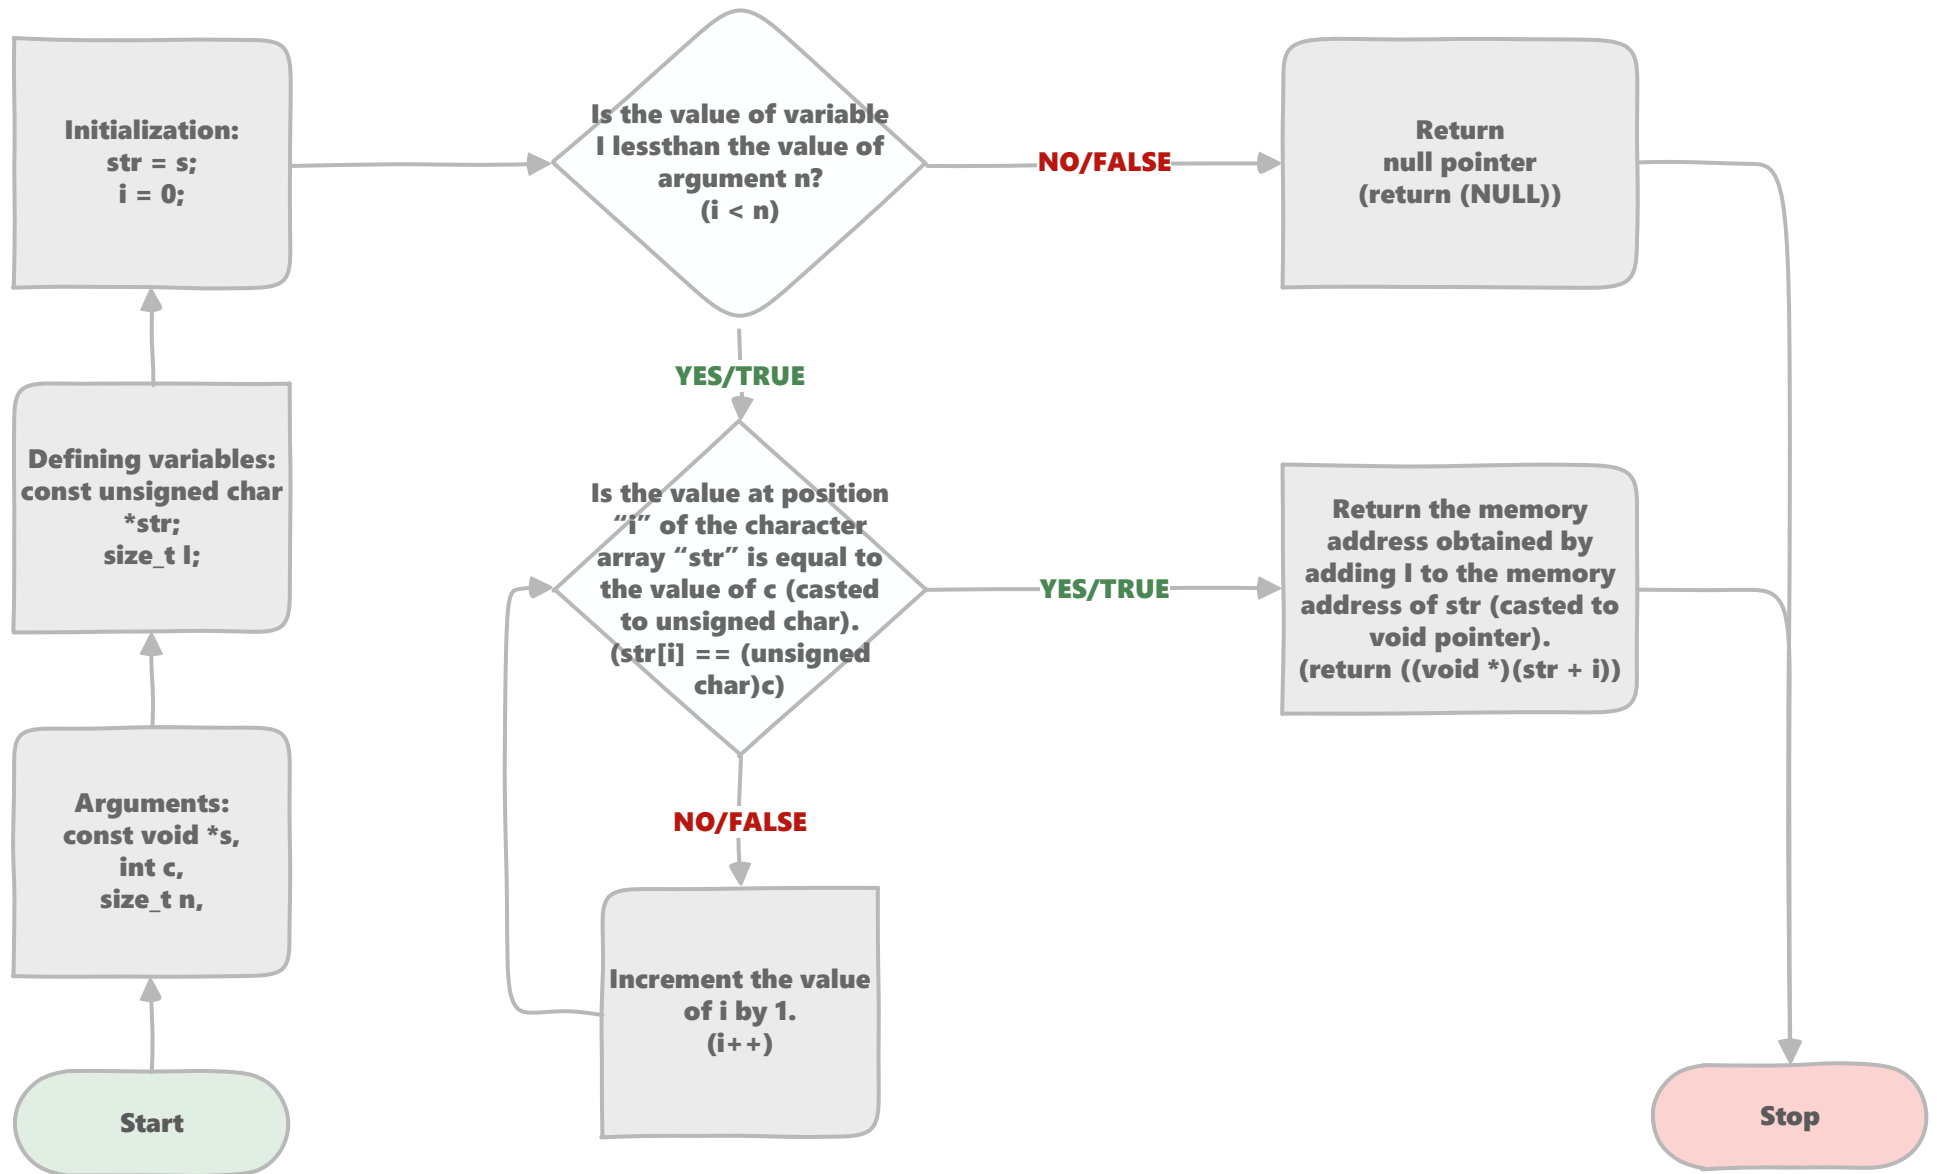 Initialization:
str = s;
i = 0;
Is the value of variable
I lessthan the value of
argument n?
(i < n)
NO/FALSE
Return
null pointer
(return (NULL))
YES/TRUE
Defining variables:
const unsigned char
*str;
size_t I;
Is the value at position
“i” of the character
array “str” is equal to
the value of c (casted
to unsigned char).
(str[i] == (unsigned
char)c)
YES/TRUE
Return the memory
address obtained by
adding I to the memory
address of str (casted to
void pointer).
(return ((void *)(str + i))
Arguments:
const void *s,
int c,
size_t n,
NO/FALSE
Increment the value
of i by 1.
(i++)
Start
Stop